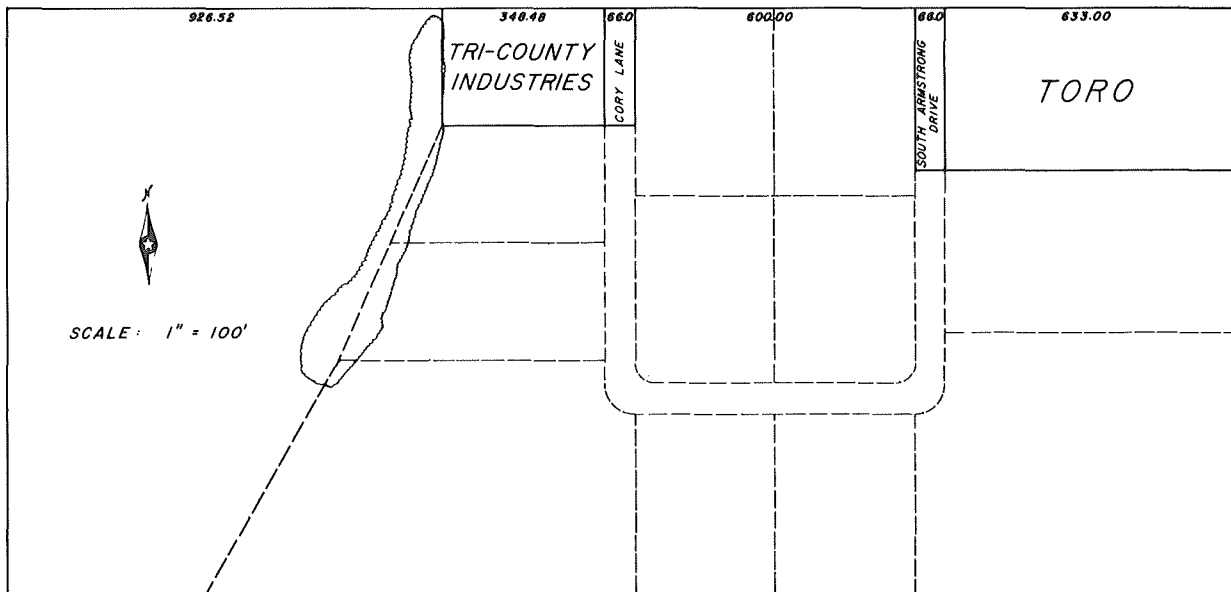 926.52
346.48
66.0
600.00
66.0
633.00
TRI-COUNTY
INDUSTRIES
CORY LANE
SOUTH ARMSTRONG
DRIVE
TORO
N
SCALE: 1" = 100'